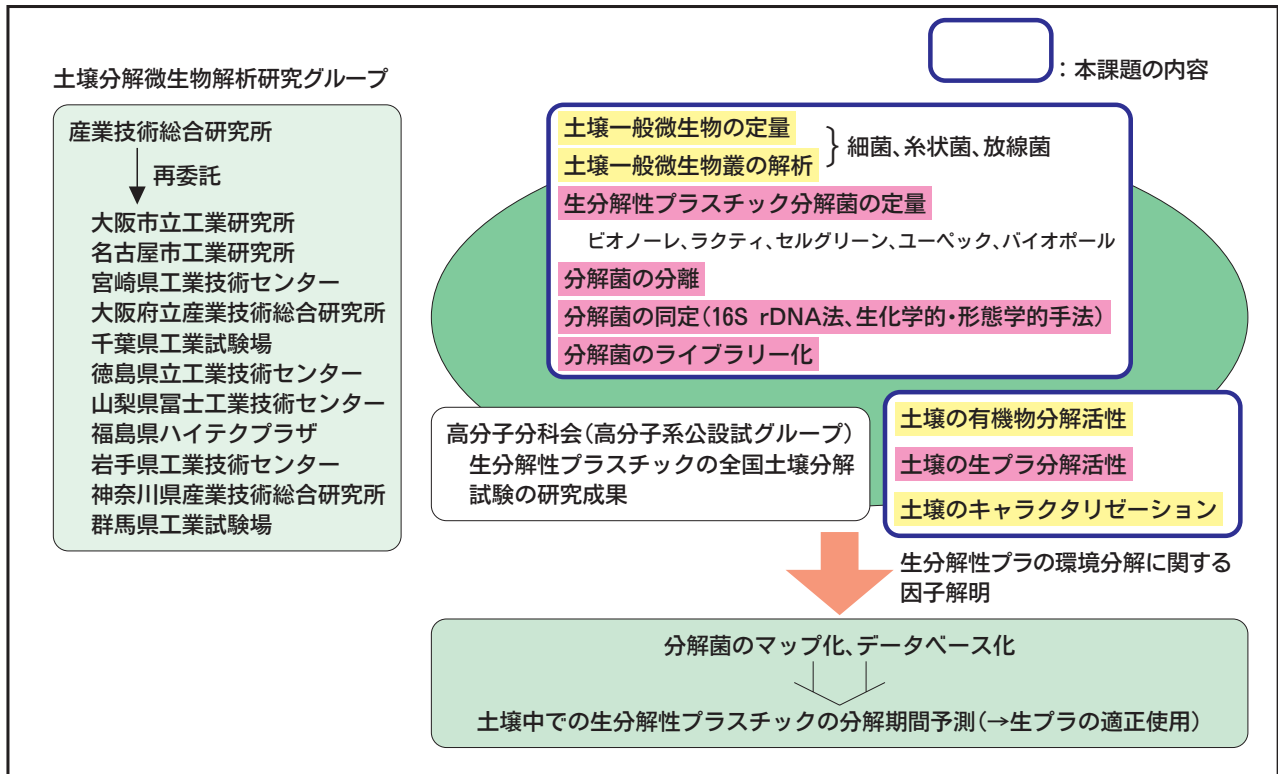 ：本課題の内容
土壌分解微生物解析研究グループ
産業技術総合研究所
再委託
大阪市立工業研究所
名古屋市工業研究所
宮崎県工業技術センター
大阪府立産業技術総合研究所
千葉県工業試験場
徳島県立工業技術センター
山梨県富士工業技術センター
福島県ハイテクプラザ
岩手県工業技術センター
神奈川県産業技術総合研究所
群馬県工業試験場
土壌一般微生物の定量
土壌一般微生物叢の解析
細菌、糸状菌、放線菌
生分解性プラスチック分解菌の定量
ビオノーレ、ラクティ、セルグリーン、ユーペック、バイオポール
分解菌の分離
分解菌の同定（16S rDNA法、生化学的・形態学的手法）
分解菌のライブラリー化
高分子分科会（高分子系公設試グループ）
生分解性プラスチックの全国土壌分解
試験の研究成果
土壌の有機物分解活性
土壌の生プラ分解活性
土壌のキャラクタリゼーション
生分解性プラの環境分解に関する
因子解明
分解菌のマップ化、データベース化
土壌中での生分解性プラスチックの分解期間予測（→生プラの適正使用）